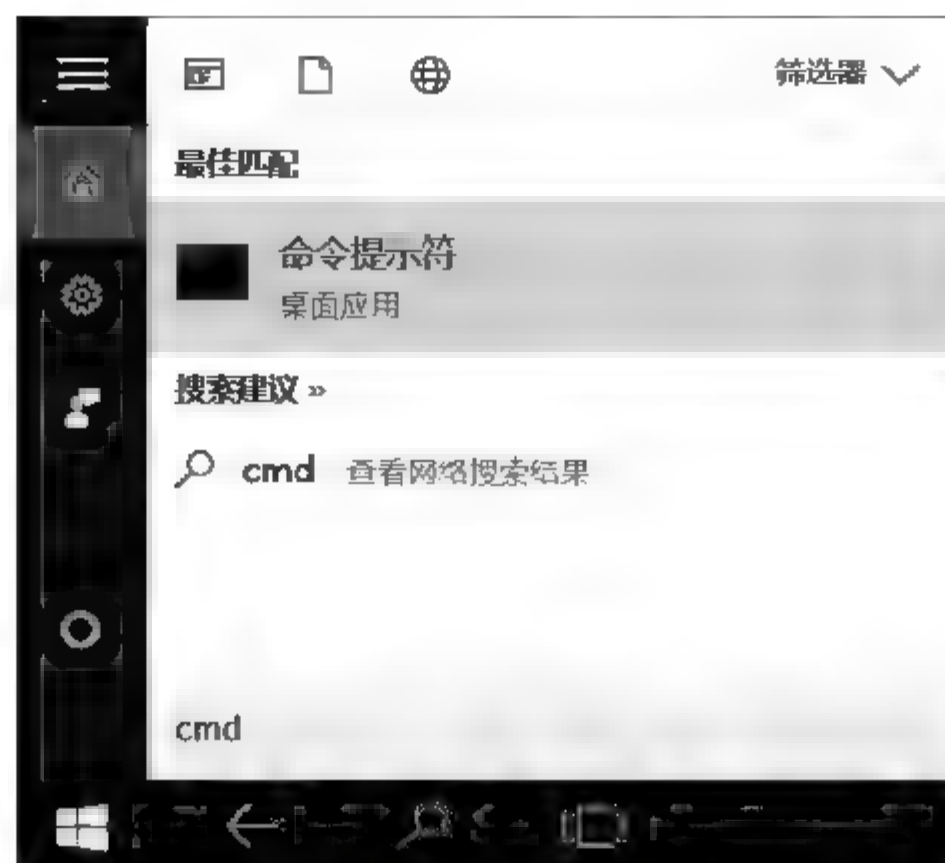 筛选器
最佳匹配
命令提示符
桌面应用
搜索建议 »
cmd 查看网络搜索结果
cmd